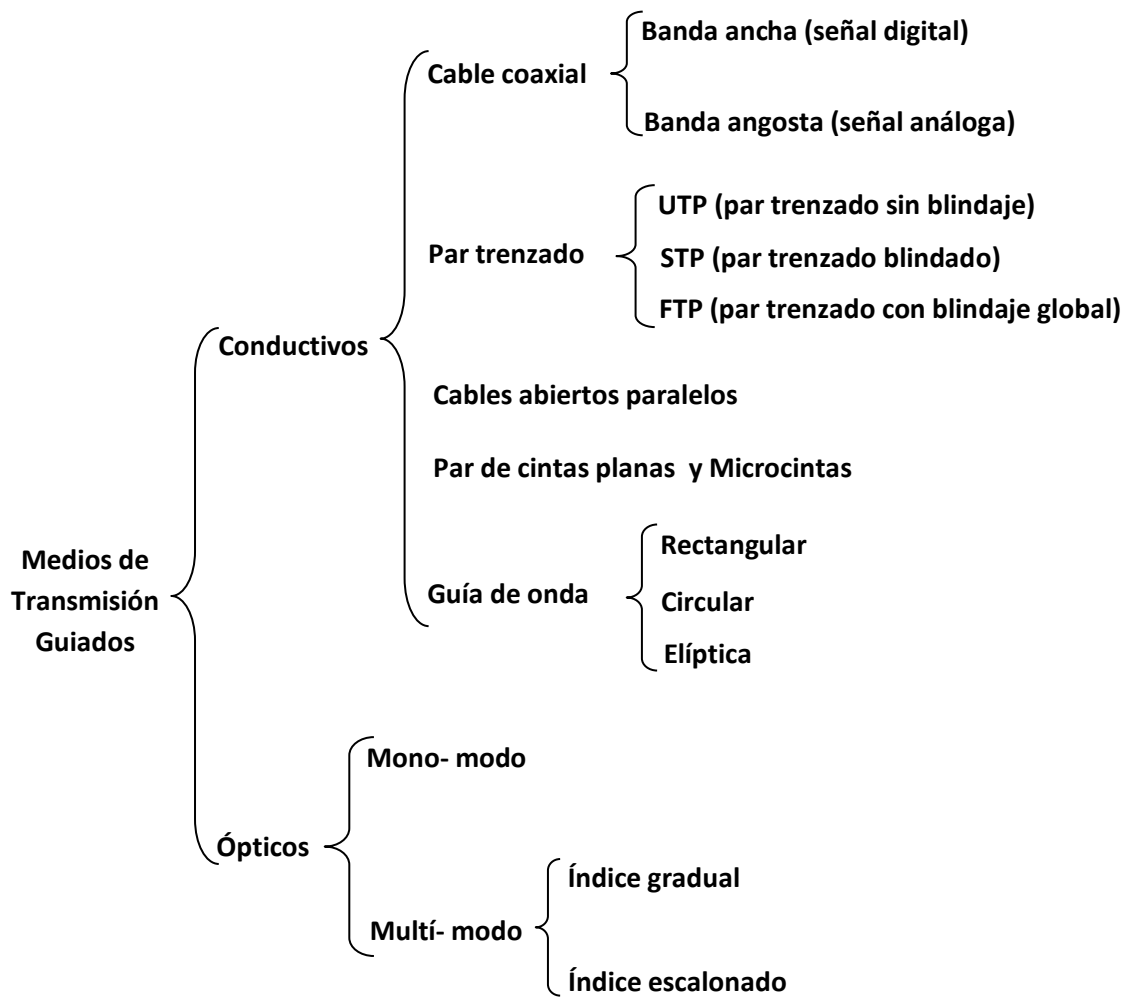 Banda ancha (señal digital)
Cable coaxial
Banda angosta (señal análoga)
UTP (par trenzado sin blindaje)
Par trenzado
STP (par trenzado blindado)
FTP (par trenzado con blindaje global)
Conductivos
Cables abiertos paralelos
Par de cintas planas y Microcintas
Rectangular
Guía de onda
Circular
Elíptica
Medios de
Transmisión
Guiados
Mono- modo
Ópticos
Índice gradual
Multí- modo
Índice escalonado